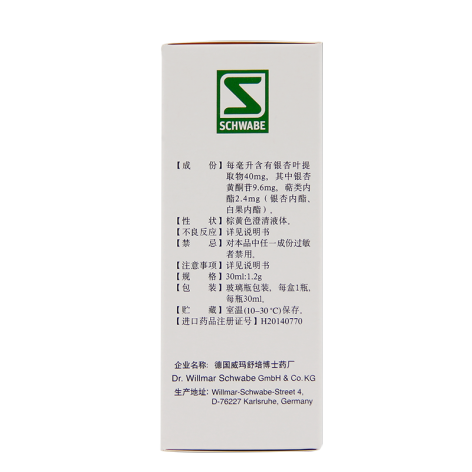 SCHWABE
【成　份】每毫升含有银杏叶提
取物40mg，其中银杏
黄酮苷9.6mg，萜类内
酯2.4mg（银杏内酯、
白果内酯）。
【性　状】棕黄色澄清液体。
【不良反应】详见说明书
【禁　忌】对本品中任一成份过敏
者禁用。
【注意事项】详见说明书
【规　格】30ml:1.2g
【包　装】玻璃瓶包装，每盒1瓶，
每瓶30ml。
【贮　藏】室温(10–30℃)保存。
【进口药品注册证号】H20140770
企业名称: 德国威玛舒培博士药厂
Dr. Willmar Schwabe GmbH & Co. KG
生产地址: Willmar-Schwabe-Street 4,
D-76227 Karlsruhe, Germany